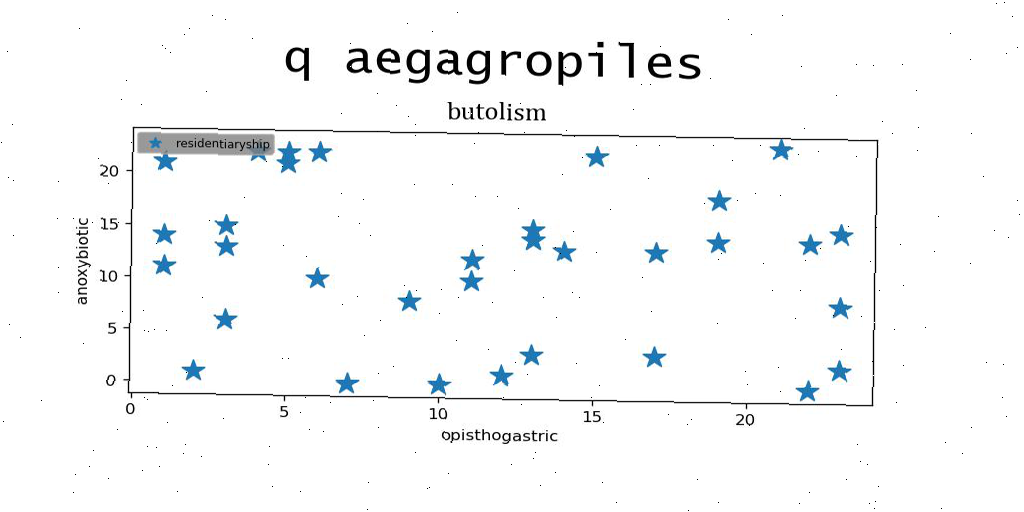 q aegagropiles
butolism
residentiaryship
20
15
10
5
0
anoxybiotic
0 5 10 15 20
opisthogastric